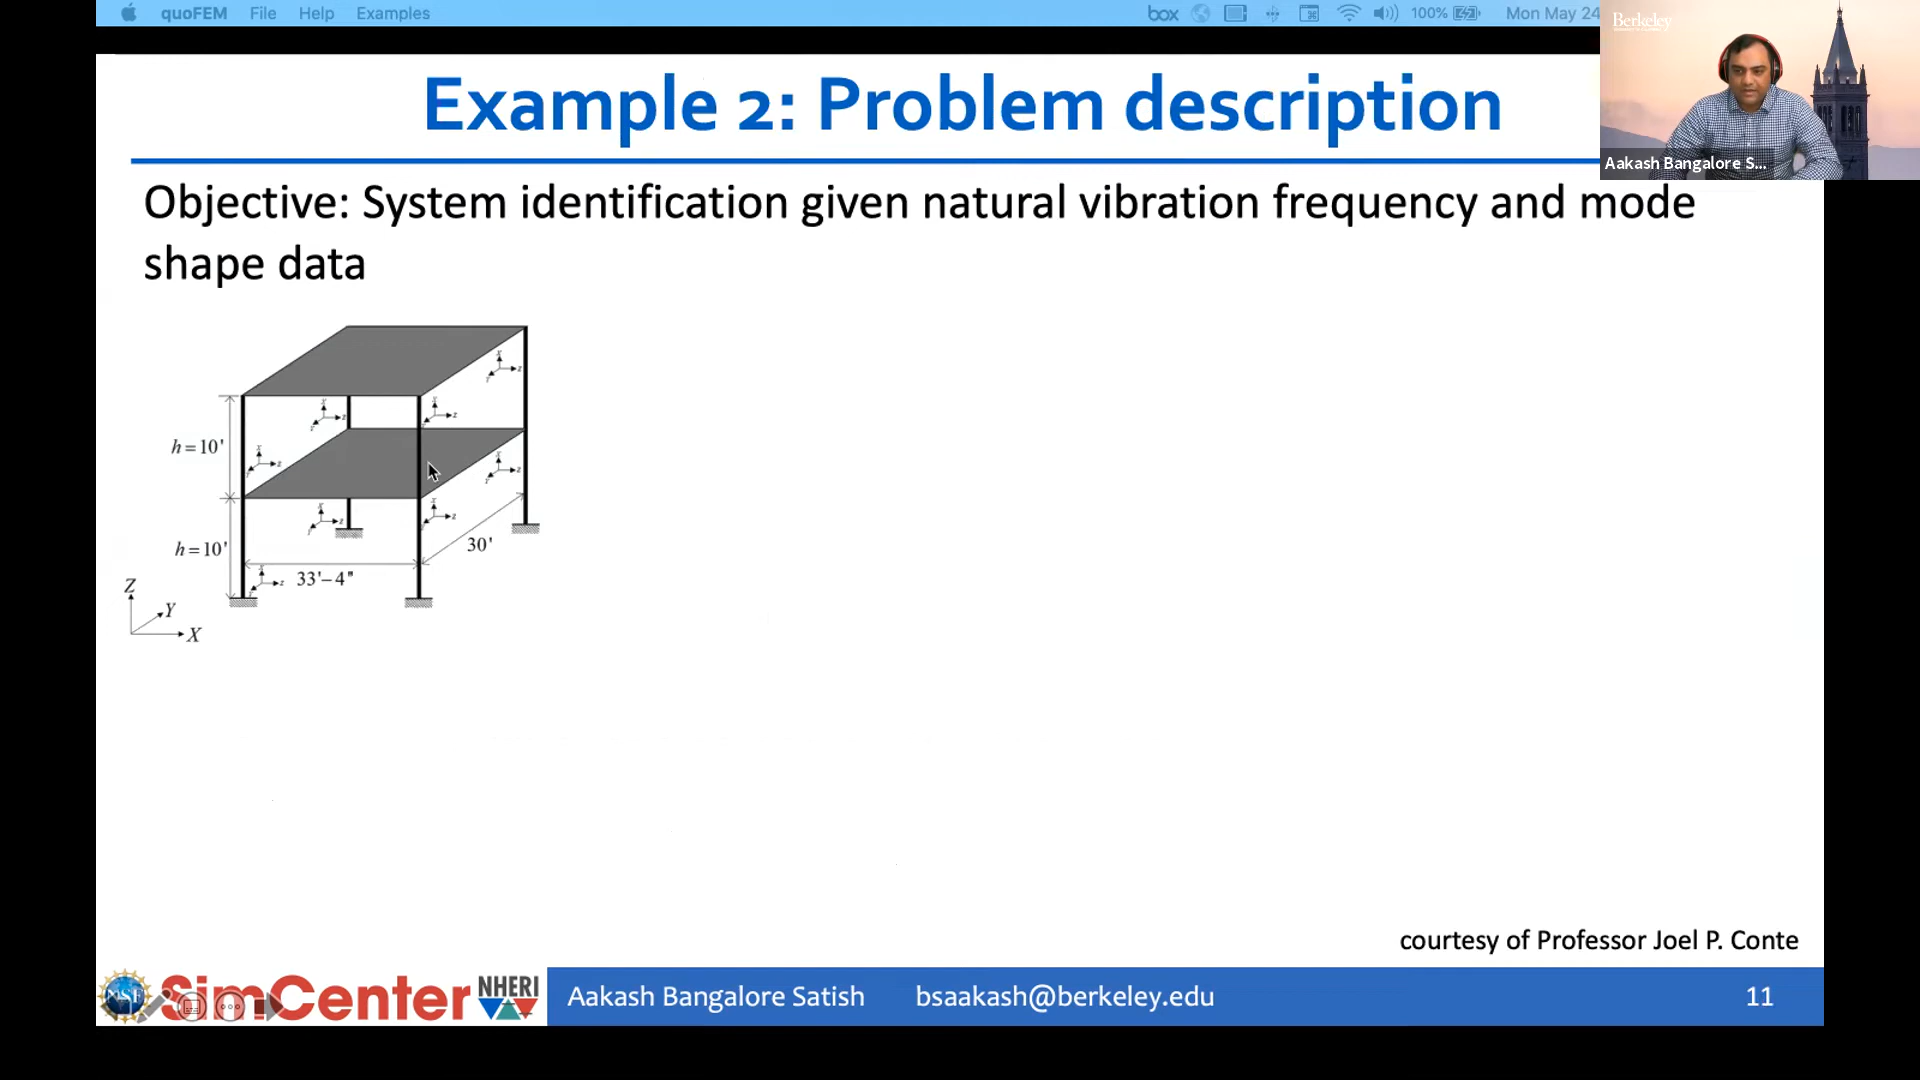 quoFEM File Help Examples
box 100% Mon May 24
Berkeley
Example 2: Problem description
Aakash Bangalore S...
Objective: System identification given natural vibration frequency and mode
shape data
h = 10'
h = 10'
30'
33'– 4"
Z
Y
X
courtesy of Professor Joel P. Conte
NSF SimCenter NHERI Aakash Bangalore Satish bsaakash@berkeley.edu 11